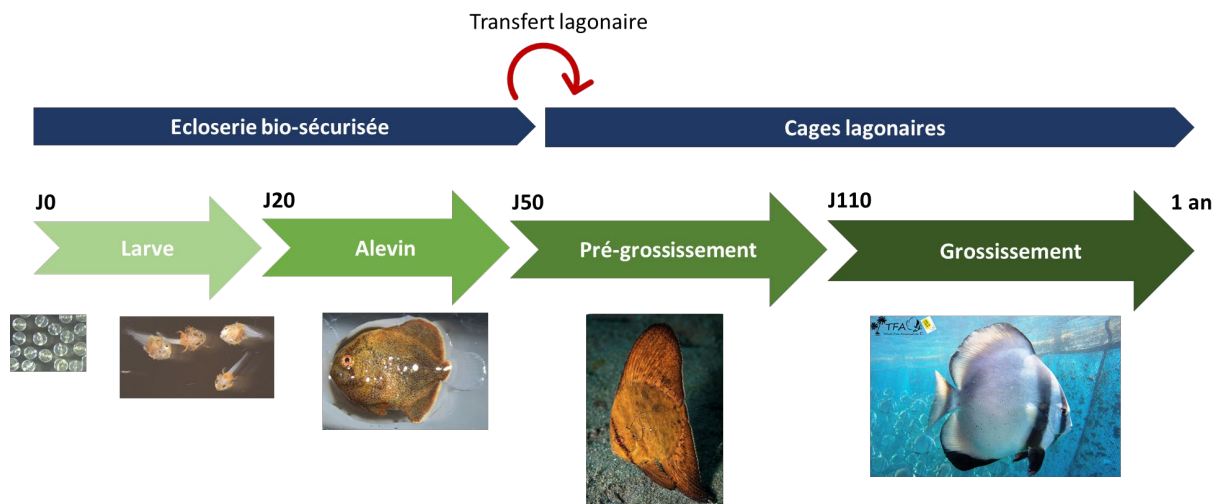 Transfert lagonaire
Ecloserie bio-sécurisée
Cages lagonaires
J0
J20
J50
J110
1 an
Larve
Alevin
Pré-grossissement
Grossissement
TFA